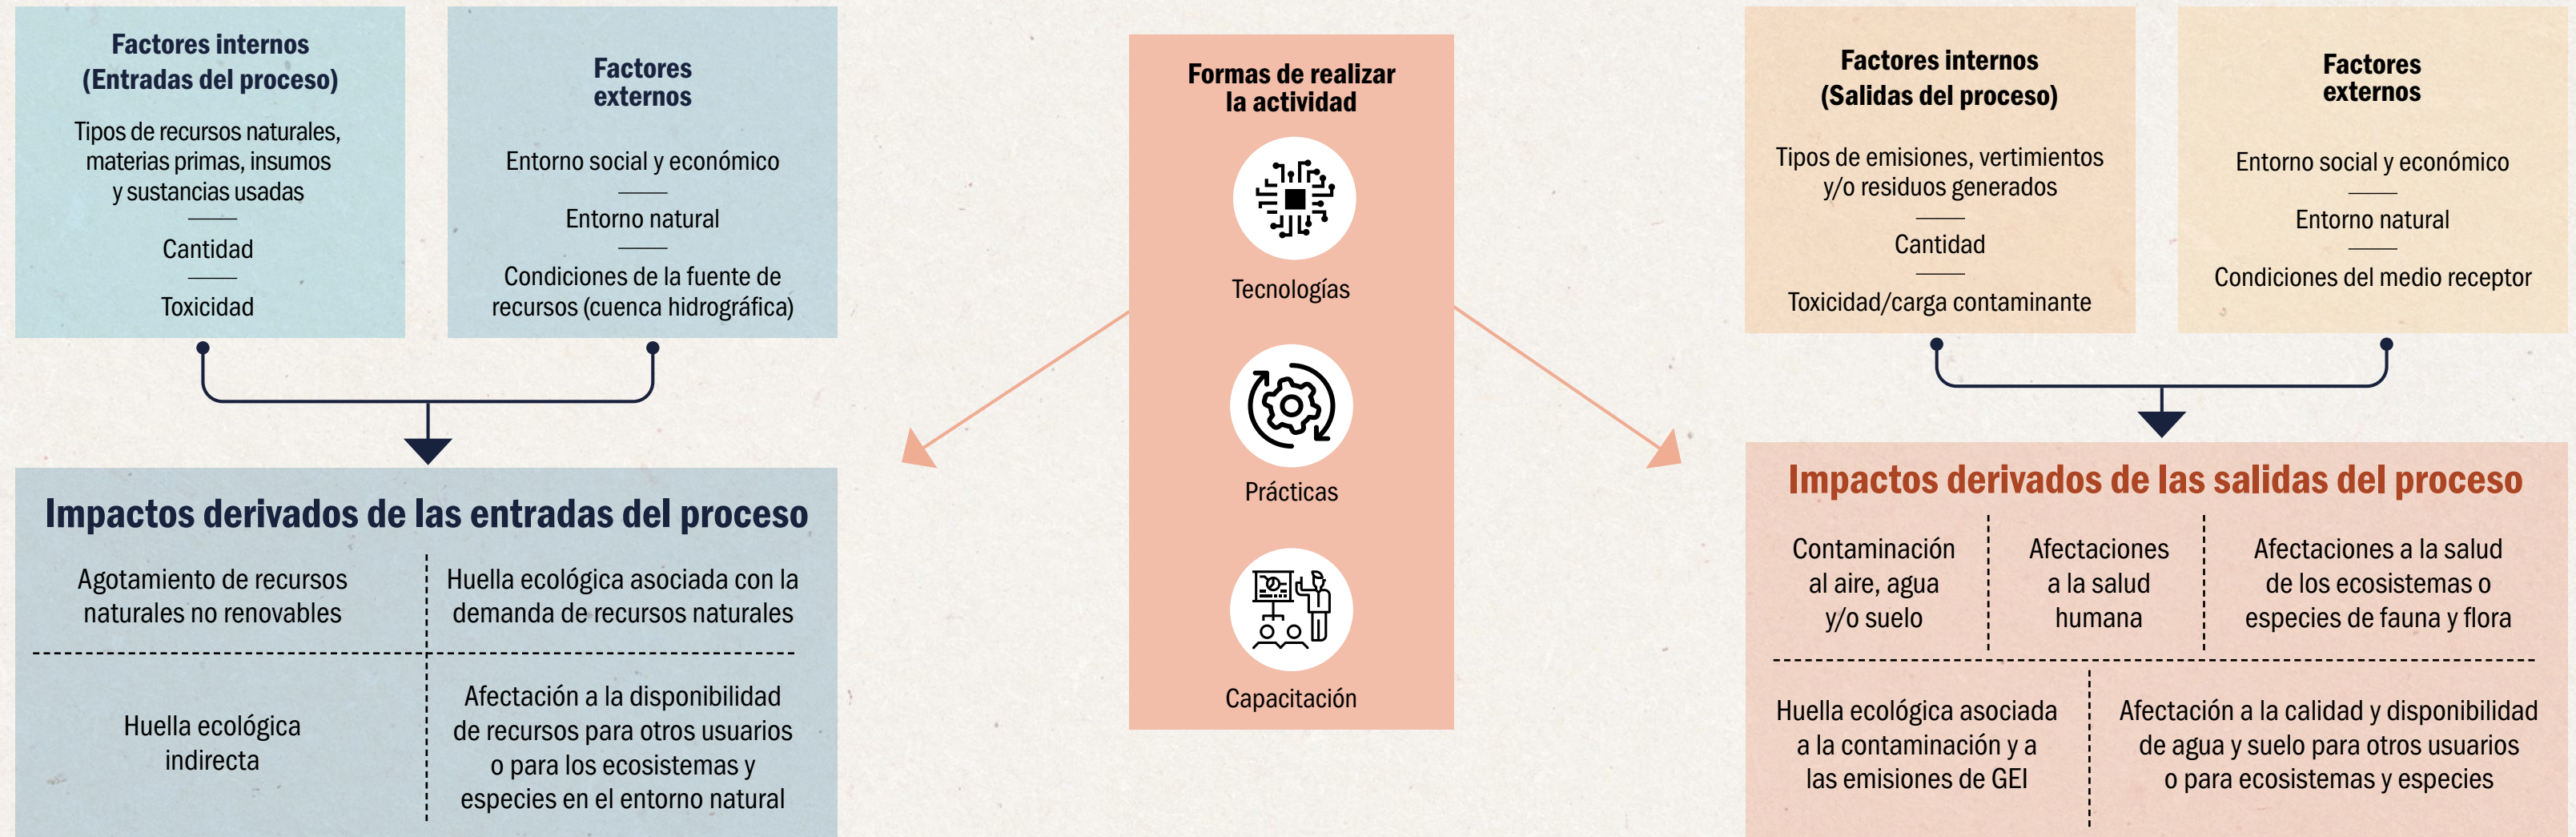 Factores internos
(Entradas del proceso)
Tipos de recursos naturales,
materias primas, insumos
y sustancias usadas
Cantidad
Toxicidad
Factores
externos
Entorno social y económico
Entorno natural
Condiciones de la fuente de
recursos (cuenca hidrográfica)
Impactos derivados de las entradas del proceso
Agotamiento de recursos
naturales no renovables
Huella ecológica asociada con la
demanda de recursos naturales
Huella ecológica
indirecta
Afectación a la disponibilidad
de recursos para otros usuarios
o para los ecosistemas y
especies en el entorno natural
Formas de realizar
la actividad
Tecnologías
Prácticas
Capacitación
Factores internos
(Salidas del proceso)
Tipos de emisiones, vertimientos
y/o residuos generados
Cantidad
Toxicidad/carga contaminante
Factores
externos
Entorno social y económico
Entorno natural
Condiciones del medio receptor
Impactos derivados de las salidas del proceso
Contaminación
al aire, agua
y/o suelo
Afectaciones
a la salud
humana
Afectaciones a la salud
de los ecosistemas o
especies de fauna y flora
Huella ecológica asociada
a la contaminación y a
las emisiones de GEI
Afectación a la calidad y disponibilidad
de agua y suelo para otros usuarios
o para ecosistemas y especies